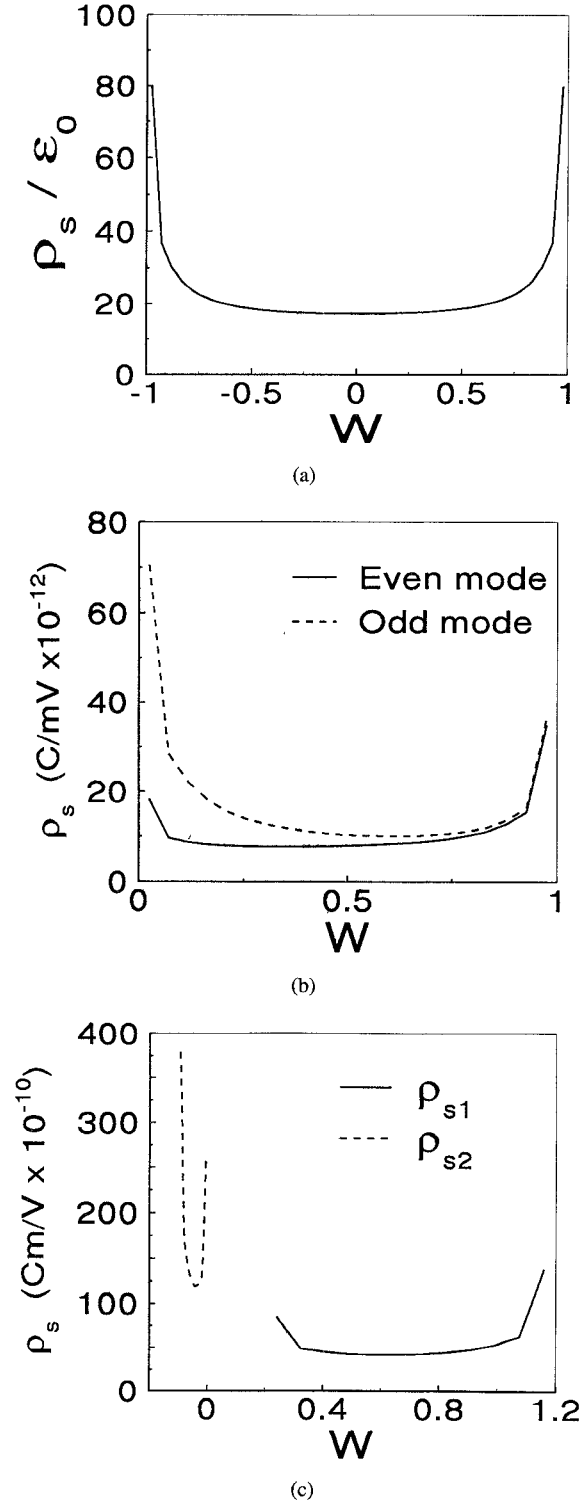 100
80
60
40
20
0
ρs / ε0
-1 -0.5 0 0.5 1
W
(a)
80
60
40
20
0
ρs (C/mV x10-12)
Even mode
Odd mode
0 0.5 1
W
(b)
400
300
200
100
0
ρs (Cm/V x 10-10)
ρs1
ρs2
0 0.4 0.8 1.2
W
(c)